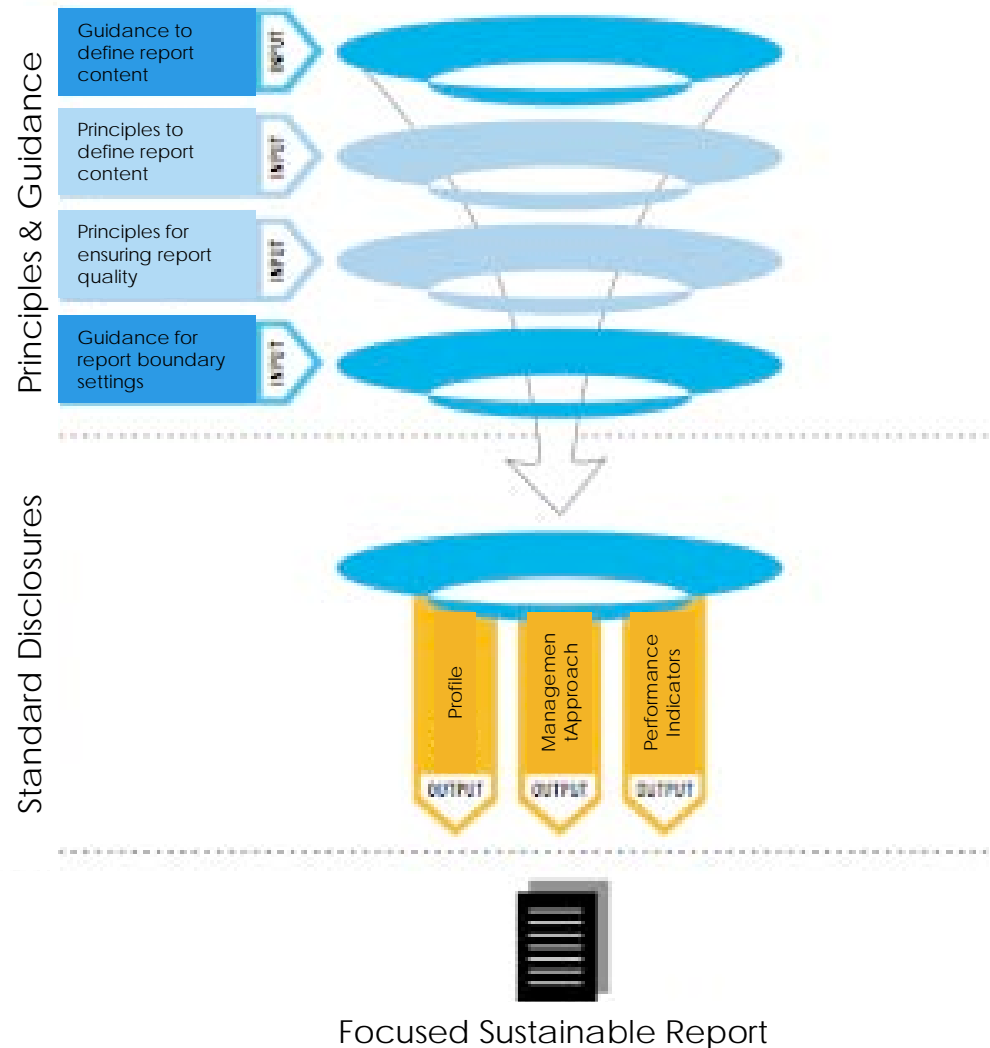 Principles & Guidance
Guidance to
define report
content
INPUT
Principles to
define report
content
INPUT
Principles for
ensuring report
quality
INPUT
Guidance for
report boundary
settings
INPUT
Standard Disclosures
Profile
OUTPUT
Managemen
tApproach
OUTPUT
Performance
Indicators
OUTPUT
Focused Sustainable Report